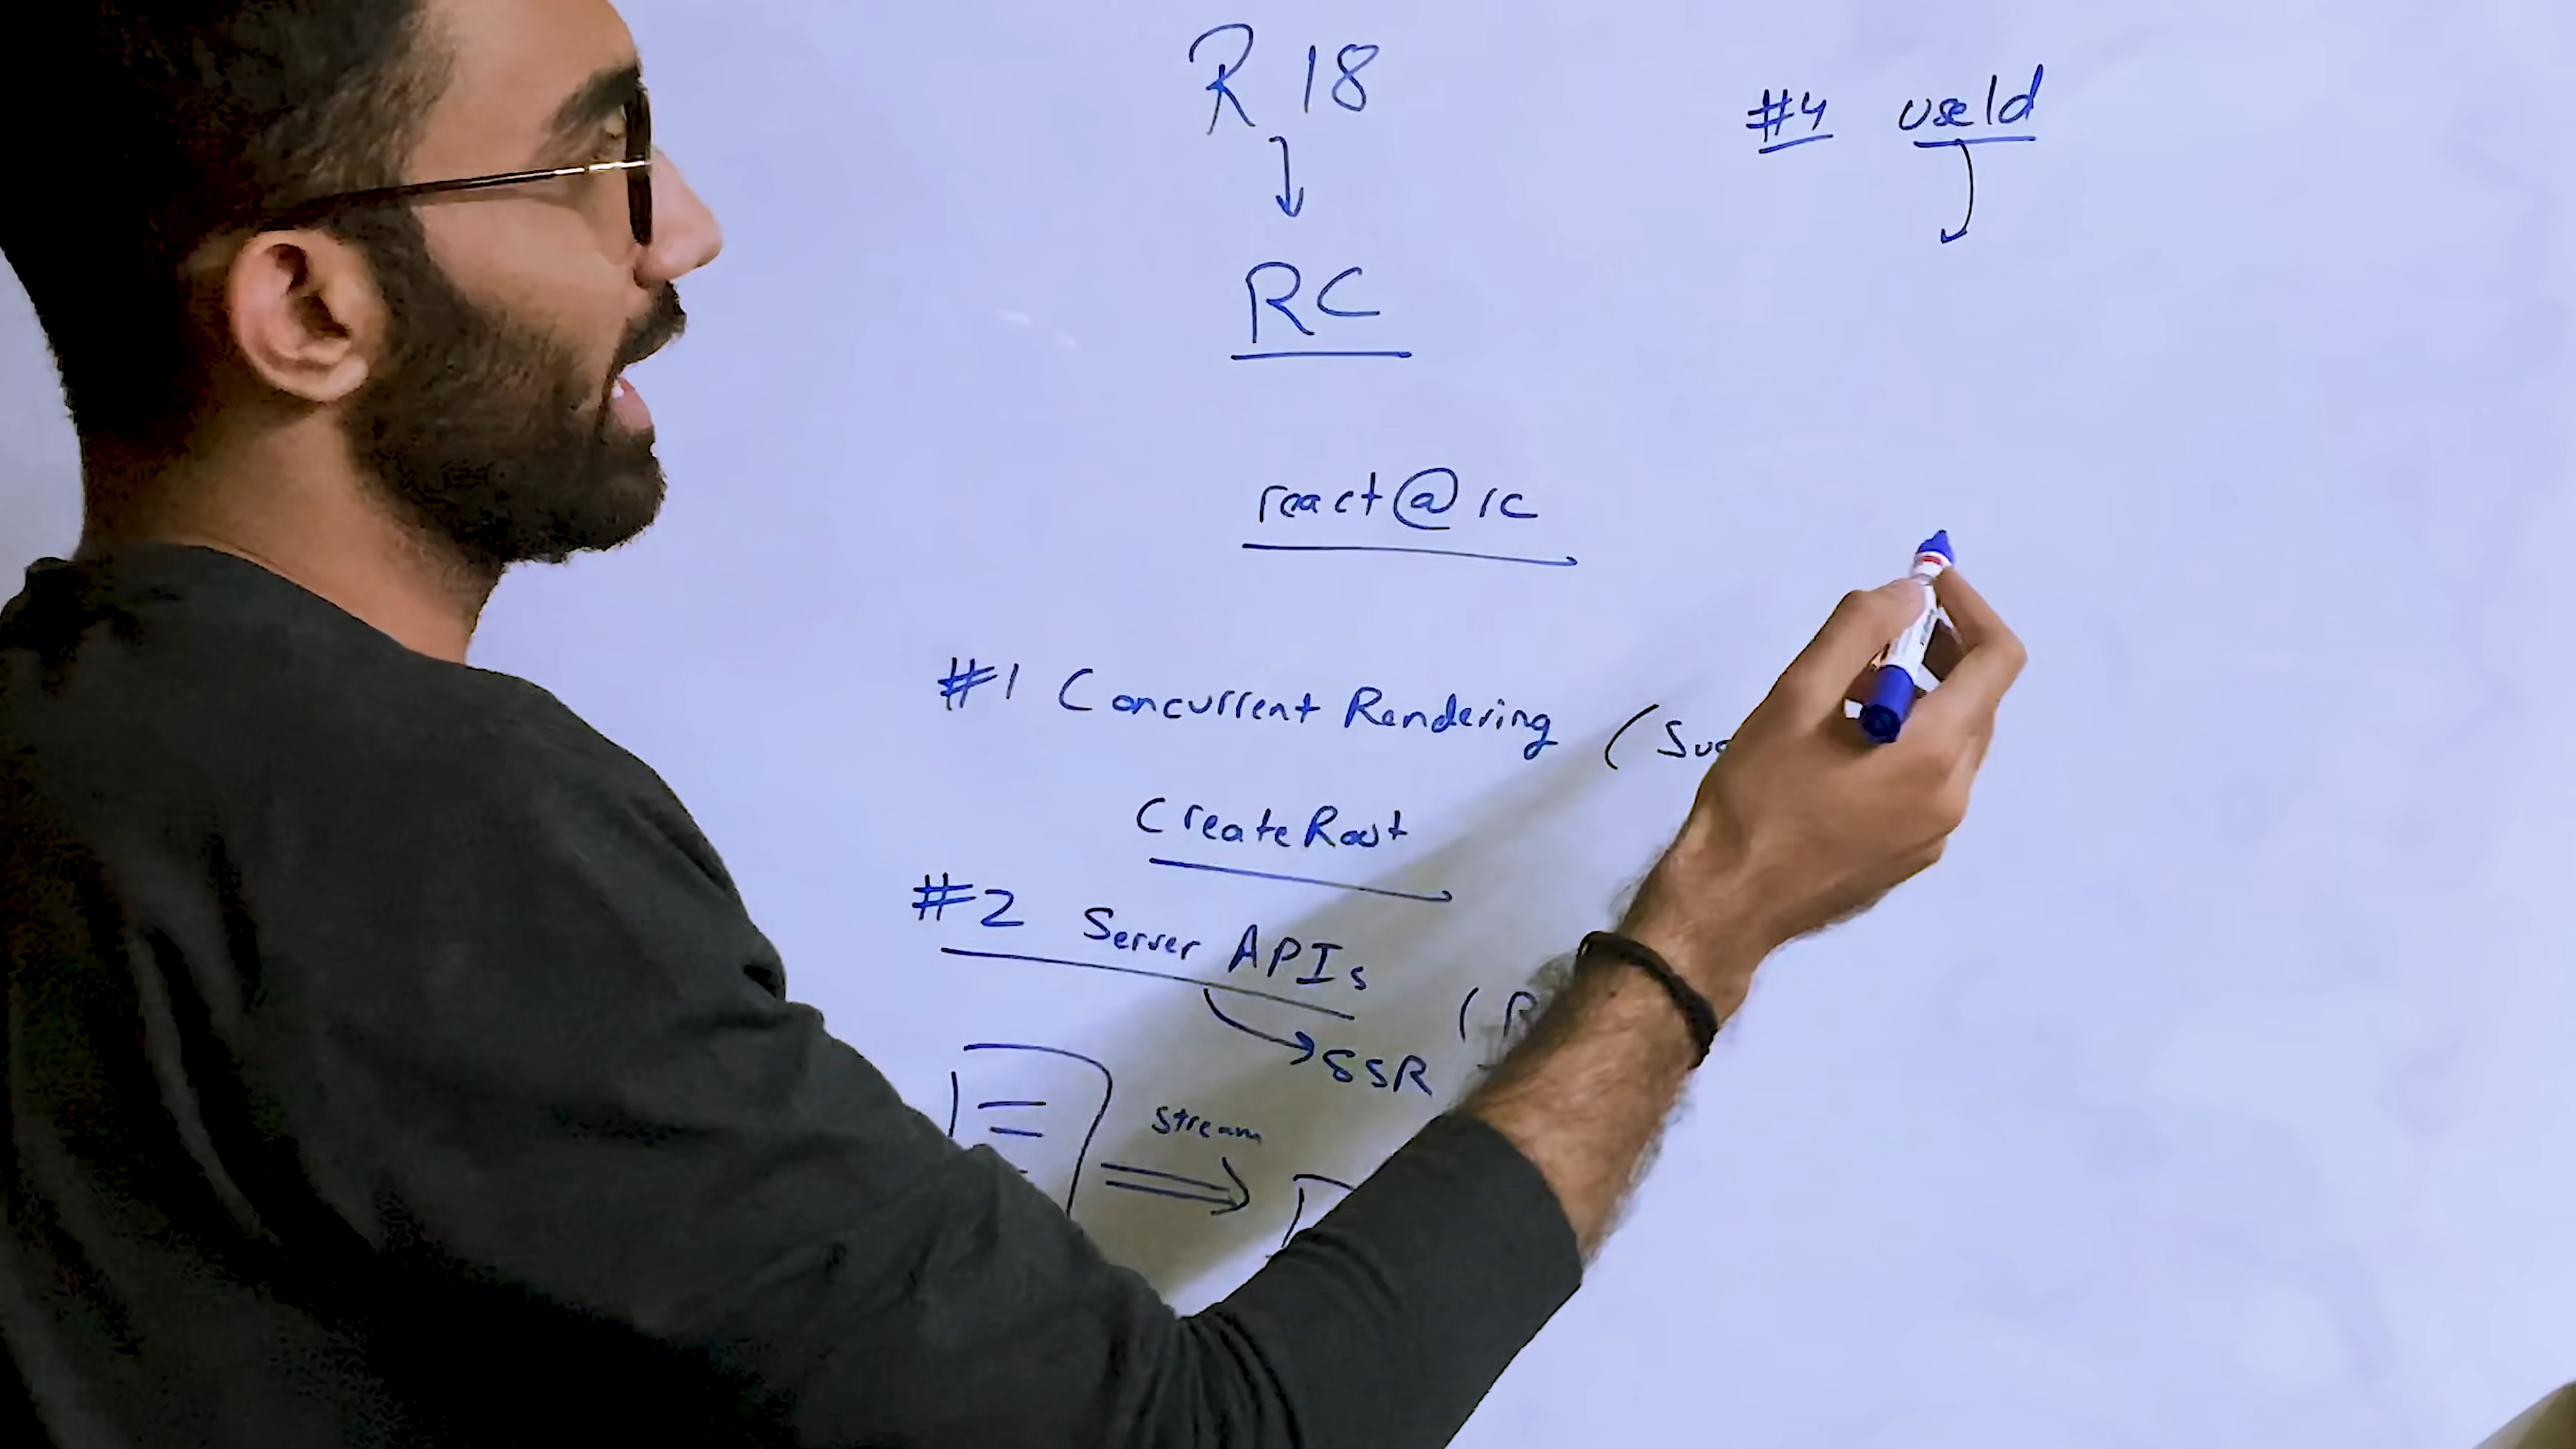 R 18
RC
react@rc
#1 Concurrent Rendering (
CreateRoot
#2 Server APIs
SSR (
Stream
#4 useId